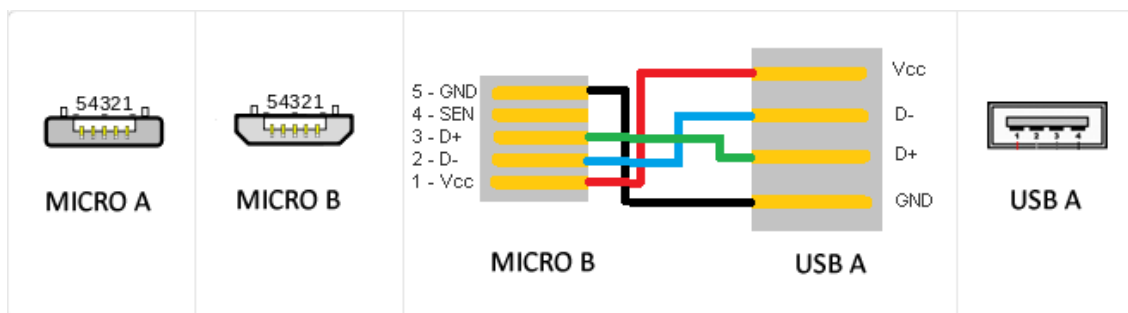 54321
MICRO A
54321
MICRO B
5 - GND
4 - SEN
3 - D+
2 - D-
1 - Vcc
MICRO B
Vcc
D-
D+
GND
USB A
1 2 3 4
USB A